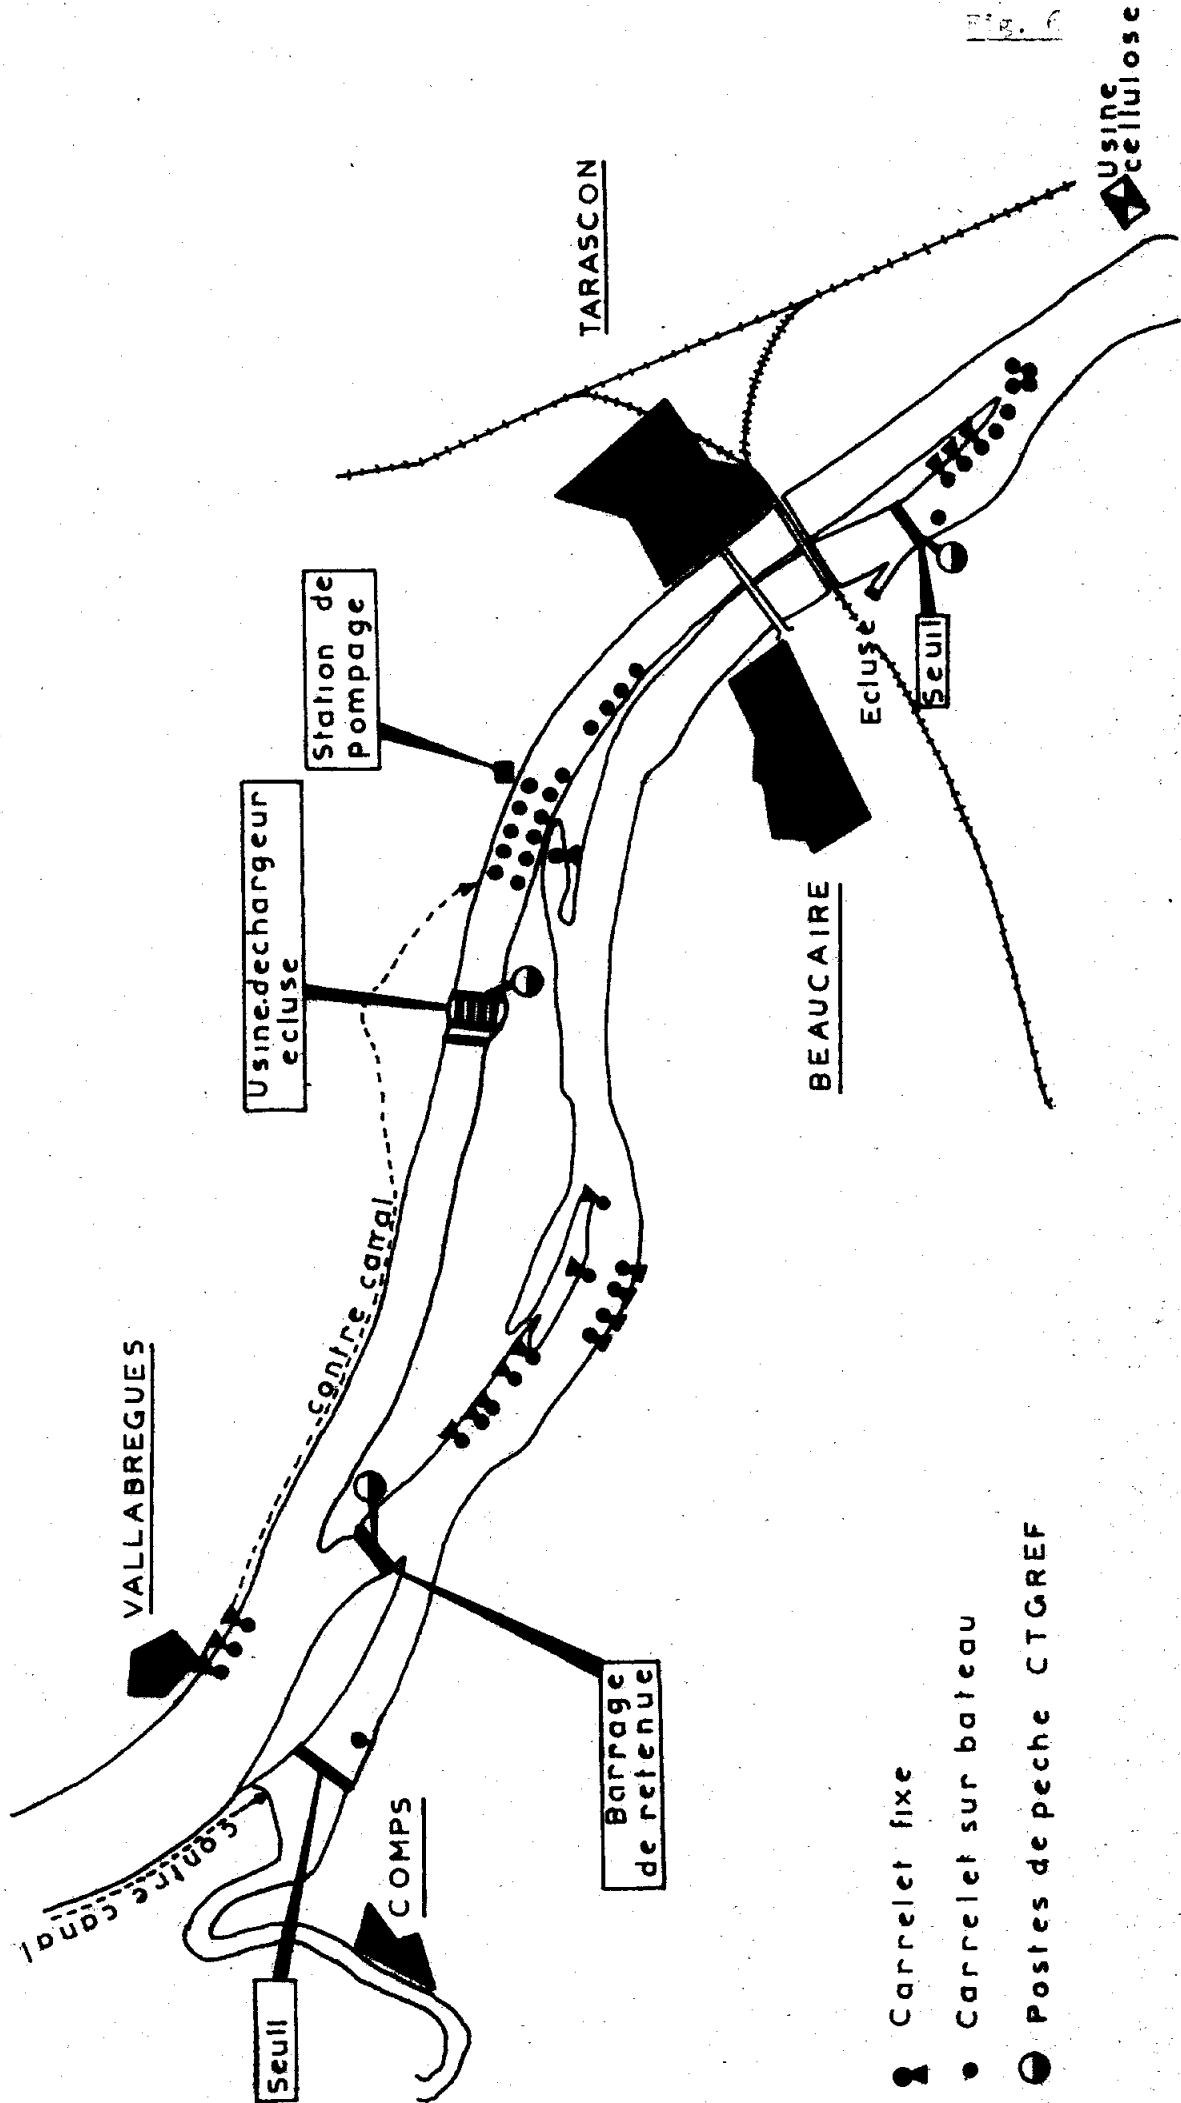 Fig. 6
Usine
cellulose
TARASCON
Station de
pompage
Usine.dechargeur
ecluse
Ecluse
Seuil
BEAUCAIRE
VALLABREGUES
contre canal
contre canal
Barrage
de retenue
COMPS
Seuil
Carrelet fixe
Carrelet sur bateau
Postes de peche CTGREF